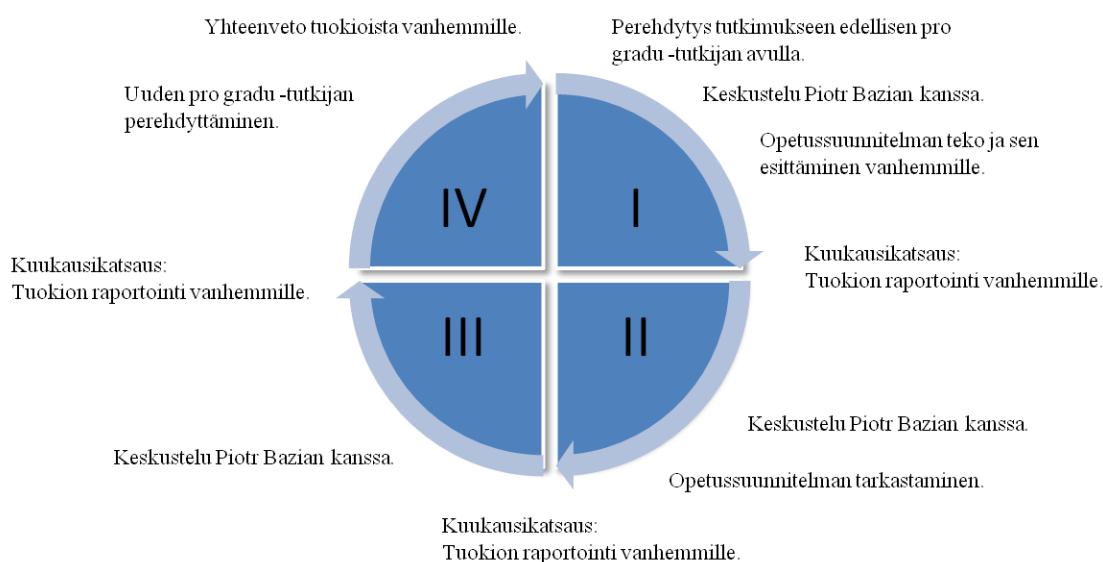 Yhteenveto tuokioista vanhemmille.
Perehdytys tutkimukseen edellisen pro
gradu -tutkijan avulla.
Uuden pro gradu -tutkijan
perehdyttäminen.
Keskustelu Piotr Bazian kanssa.
Opetussuunnitelman teko ja sen
esittäminen vanhemmille.
IV
I
Kuukausikatsaus:
Tuokion raportointi vanhemmille.
Kuukausikatsaus:
Tuokion raportointi vanhemmille.
III
II
Keskustelu Piotr Bazian kanssa.
Keskustelu Piotr Bazian kanssa.
Opetussuunnitelman tarkastaminen.
Kuukausikatsaus:
Tuokion raportointi vanhemmille.